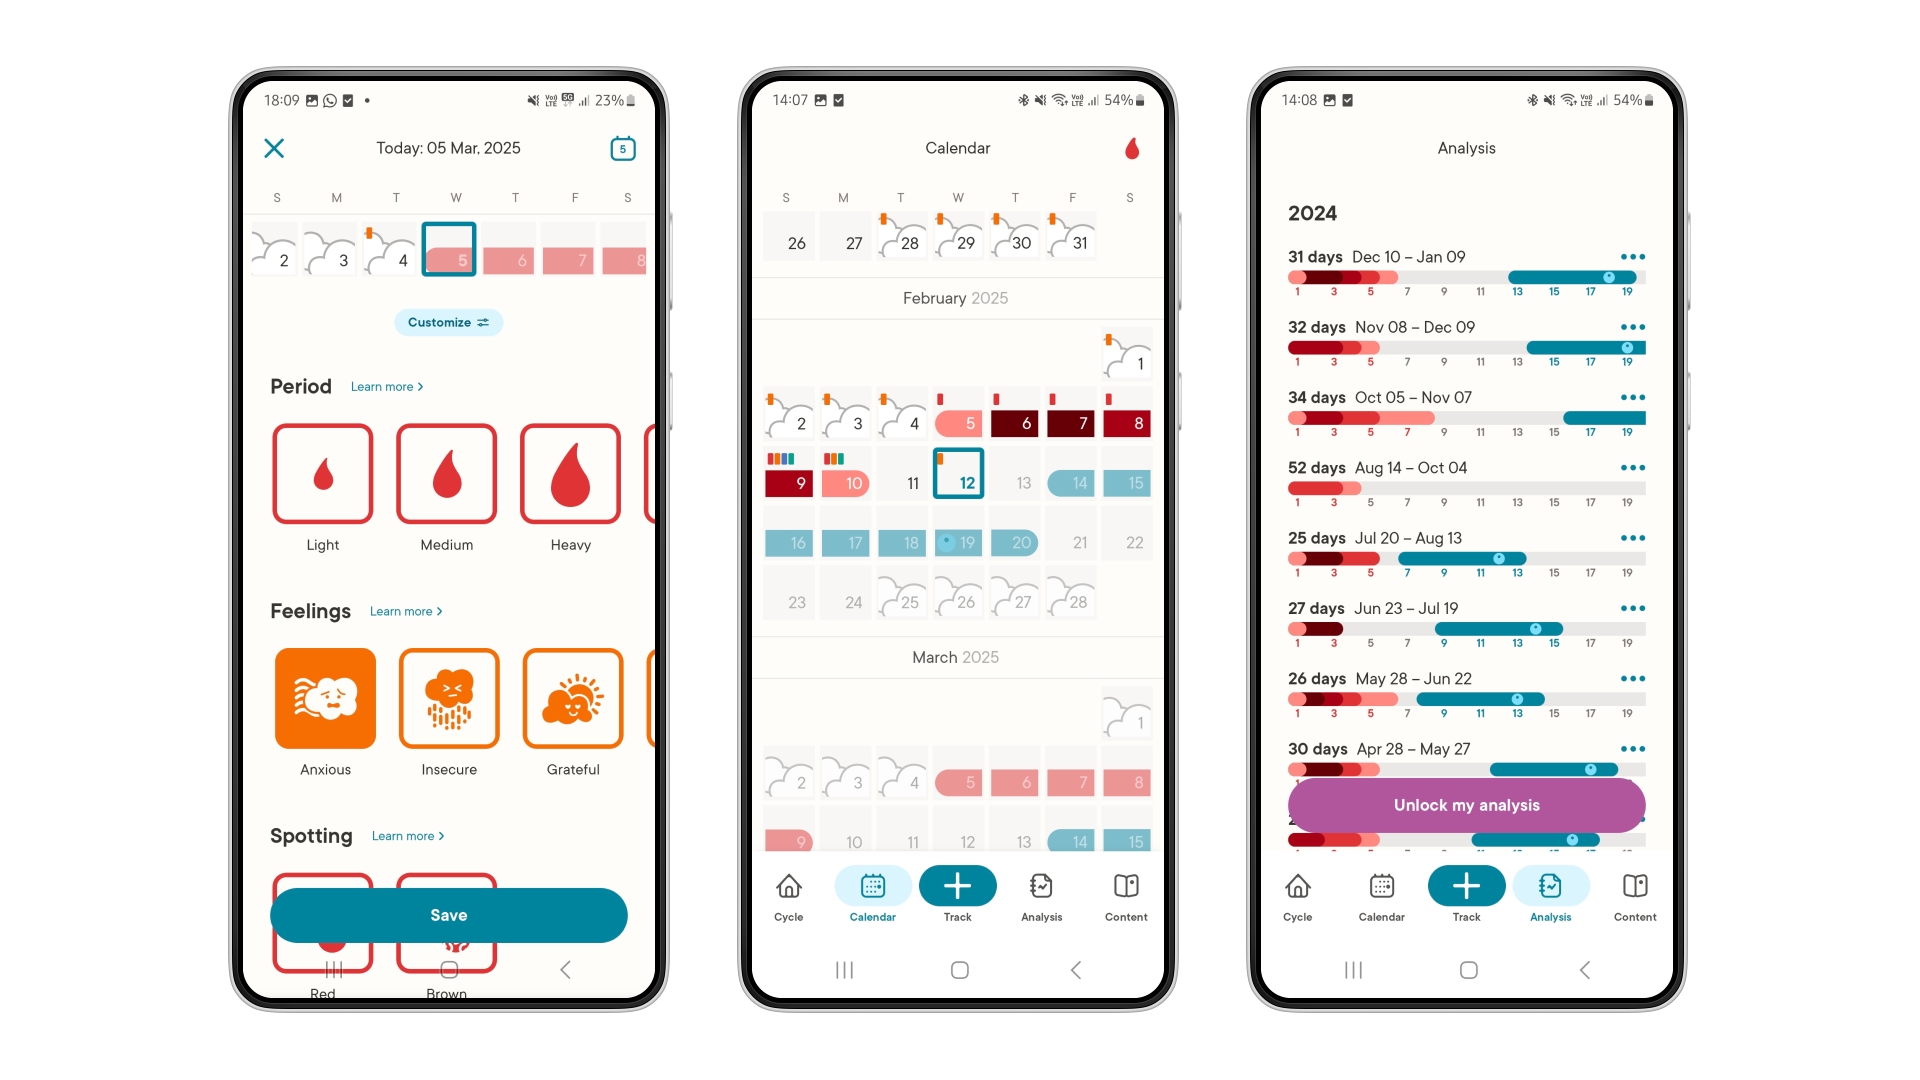 18:09
VoI) LTE 5G 23%
Today: 05 Mar, 2025
5
S M T W T F S
2 3 4 5 6 7 8
Customize
Period Learn more >
Light Medium Heavy
Feelings Learn more >
Anxious Insecure Grateful
Spotting Learn more >
Save
Red Brown
14:07
VoI) LTE 54%
Calendar
S M T W T F S
26 27 28 29 30 31
February 2025
1
2 3 4 5 6 7 8
9 10 11 12 13 14 15
16 17 18 19 20 21 22
23 24 25 26 27 28
March 2025
1
2 3 4 5 6 7 8
9 10 11 12 13 14 15
Cycle Calendar Track Analysis Content
14:08
VoI) LTE 54%
Analysis
2024
31 days Dec 10 – Jan 09
1 3 5 7 9 11 13 15 17 19
32 days Nov 08 – Dec 09
1 3 5 7 9 11 13 15 17 19
34 days Oct 05 – Nov 07
1 3 5 7 9 11 13 15 17 19
52 days Aug 14 – Oct 04
1 3 5 7 9 11 13 15 17 19
25 days Jul 20 – Aug 13
1 3 5 7 9 11 13 15 17 19
27 days Jun 23 – Jul 19
1 3 5 7 9 11 13 15 17 19
26 days May 28 – Jun 22
1 3 5 7 9 11 13 15 17 19
30 days Apr 28 – May 27
Unlock my analysis
Cycle Calendar Track Analysis Content